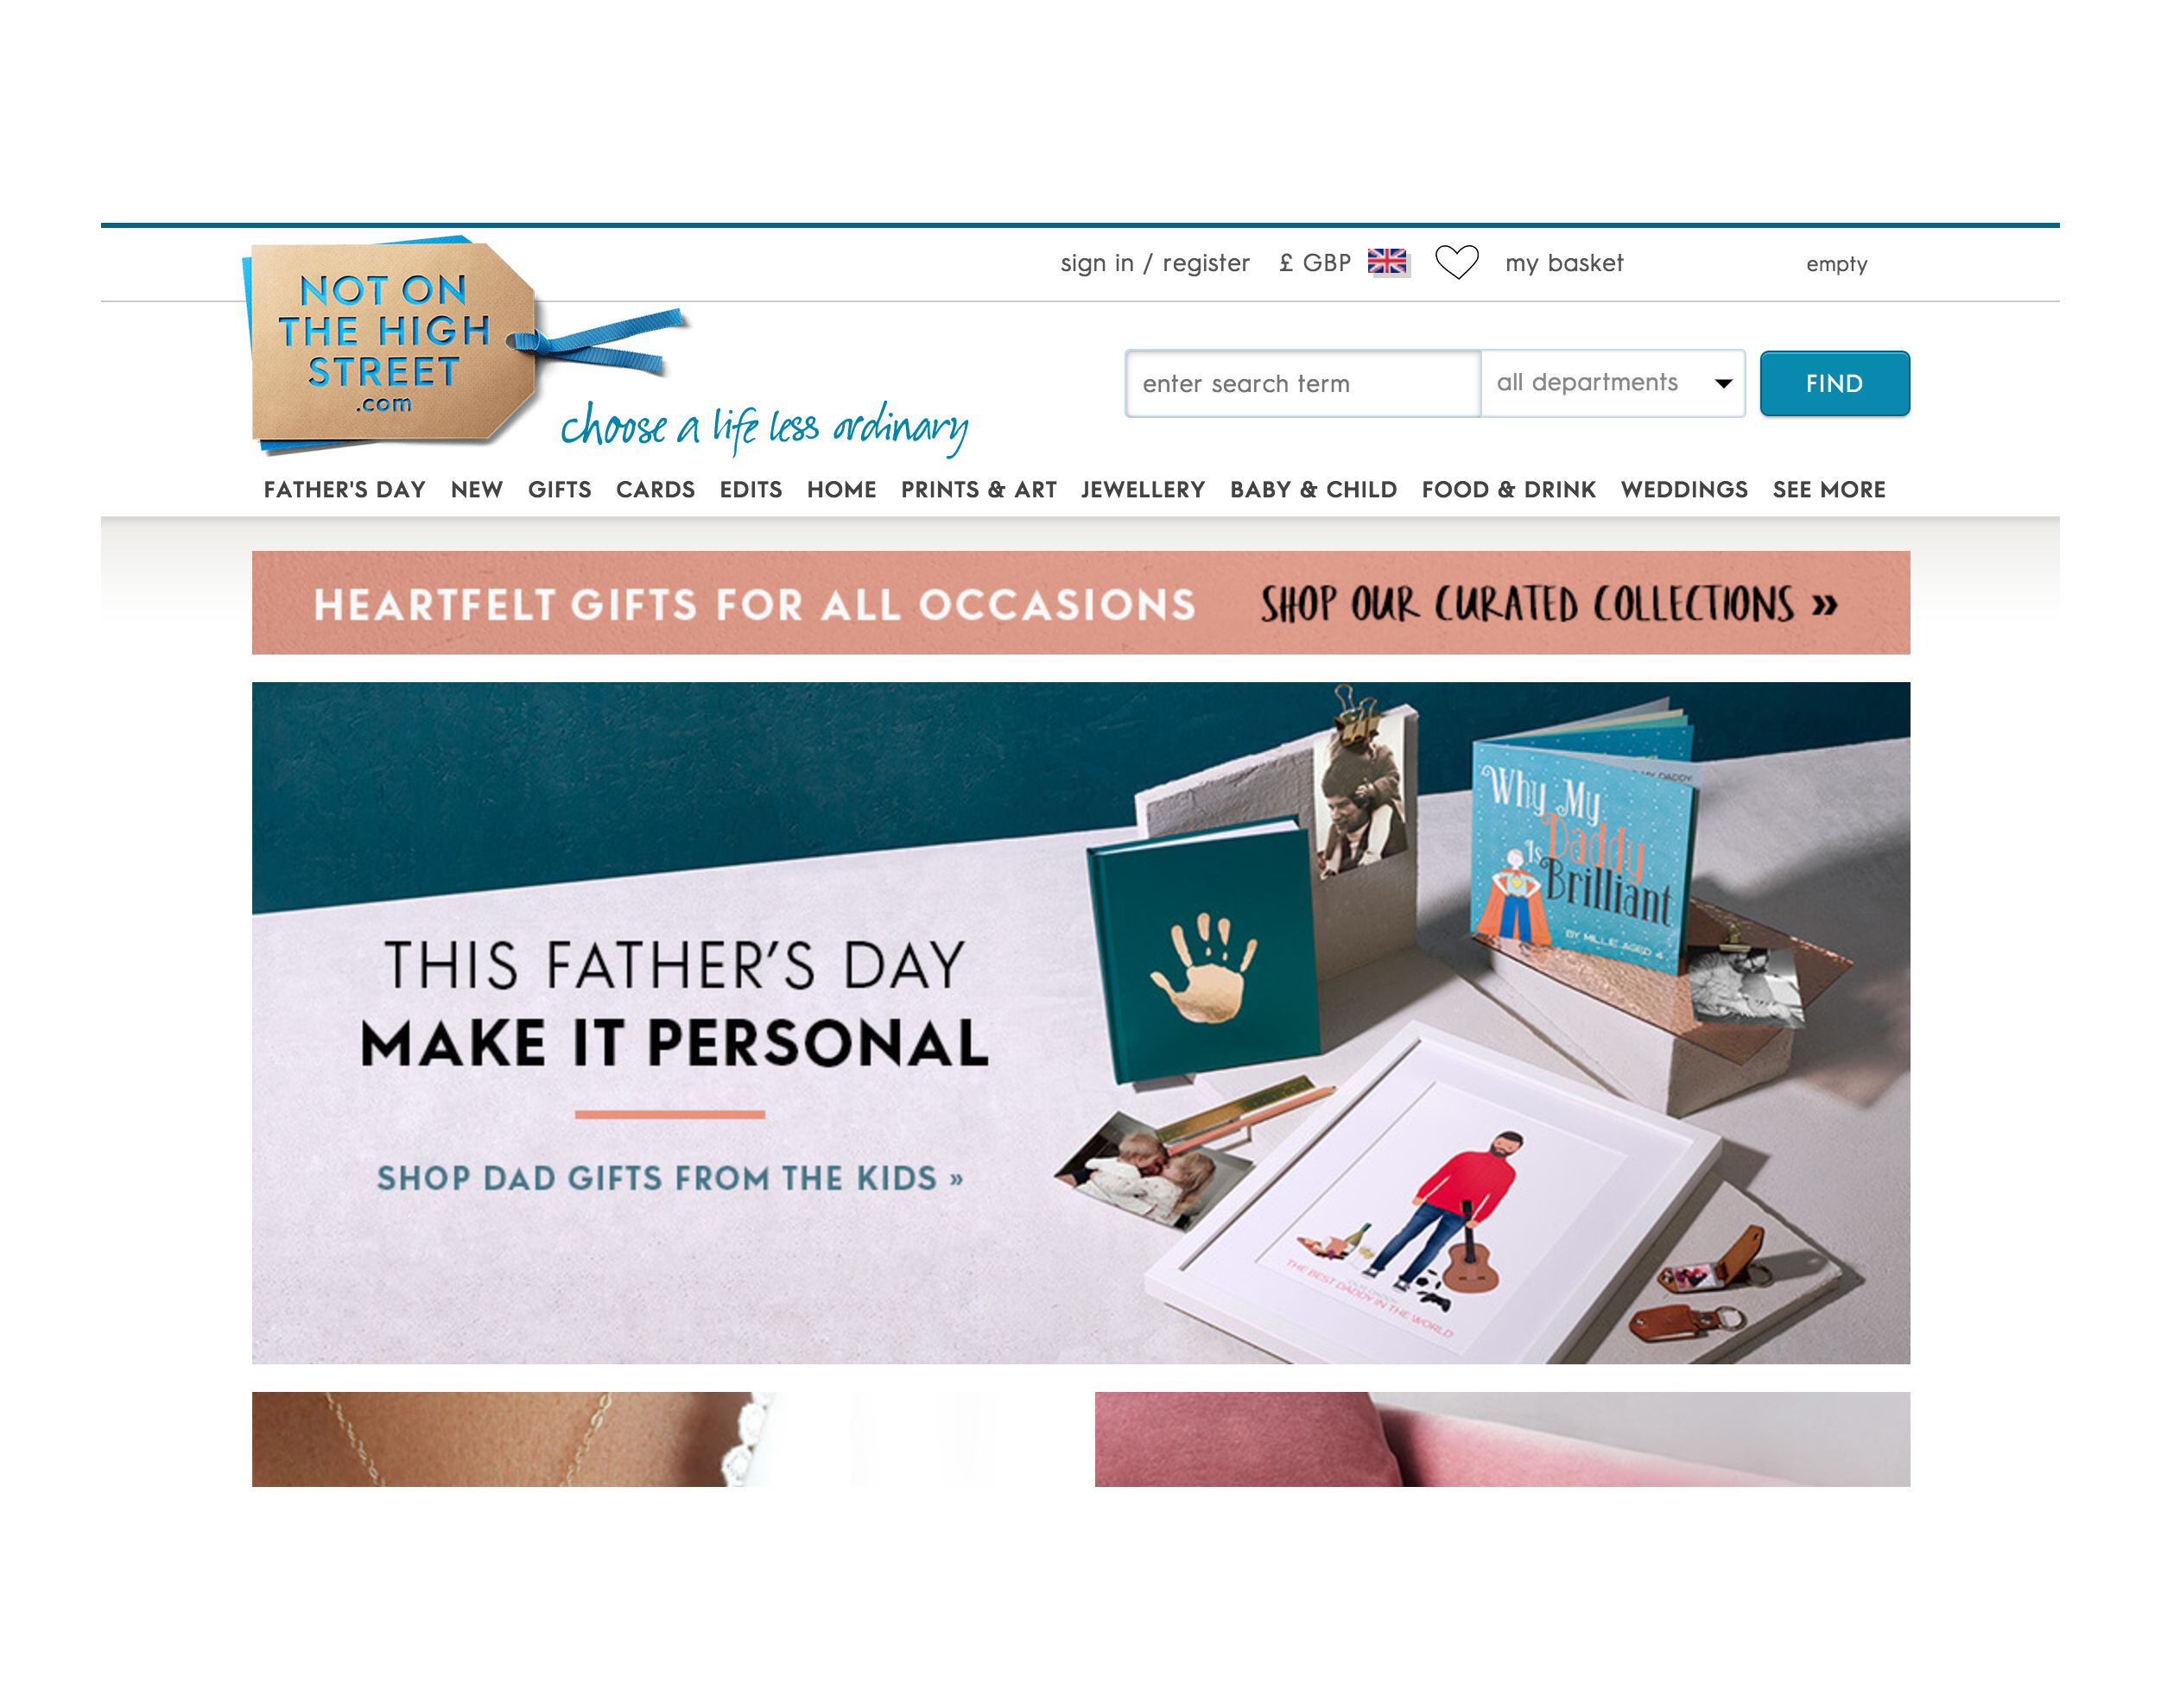 sign in / register £ GBP my basket empty
NOT ON
THE HIGH
STREET
.com
choose a life less ordinary
enter search term all departments FIND
FATHER'S DAY NEW GIFTS CARDS EDITS HOME PRINTS & ART JEWELLERY BABY & CHILD FOOD & DRINK WEDDINGS SEE MORE
HEARTFELT GIFTS FOR ALL OCCASIONS SHOP OUR CURATED COLLECTIONS »
THIS FATHER'S DAY
MAKE IT PERSONAL
SHOP DAD GIFTS FROM THE KIDS »
MY DADDY
Why My
Daddy
Is
Brilliant
BY MILLIE AGED 4
THE BEST DADDY IN THE WORLD